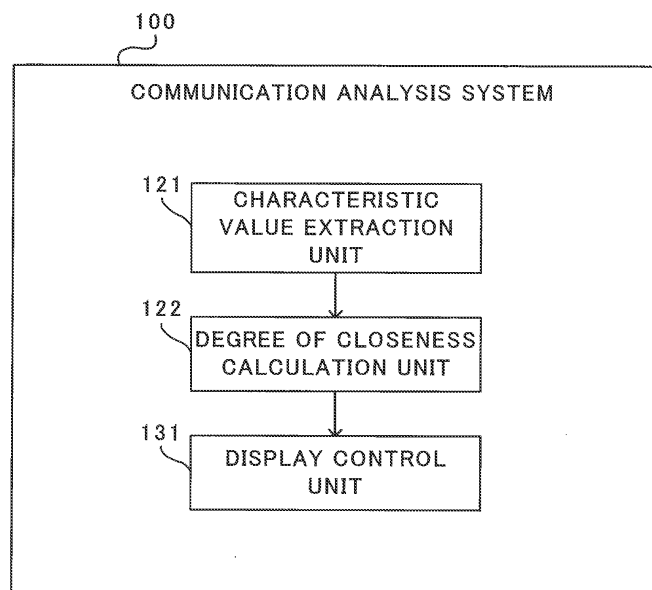 100
COMMUNICATION ANALYSIS SYSTEM
121
CHARACTERISTIC
VALUE EXTRACTION
UNIT
122
DEGREE OF CLOSENESS
CALCULATION UNIT
131
DISPLAY CONTROL
UNIT